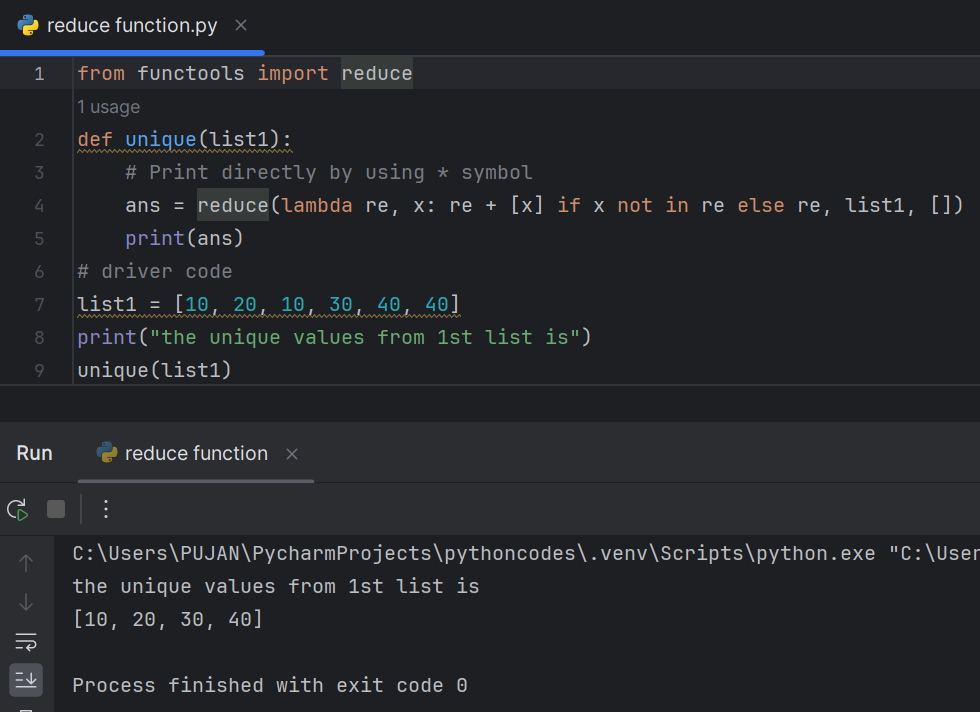 reduce function.py
1 from functools import reduce
1 usage
2 def unique(list1):
3 # Print directly by using * symbol
4 ans = reduce(lambda re, x: re + [x] if x not in re else re, list1, [])
5 print(ans)
6 # driver code
7 list1 = [10, 20, 10, 30, 40, 40]
8 print("the unique values from 1st list is")
9 unique(list1)
Run reduce function
C:\Users\PUJAN\PycharmProjects\pythoncodes\.venv\Scripts\python.exe "C:\User
the unique values from 1st list is
[10, 20, 30, 40]
Process finished with exit code 0